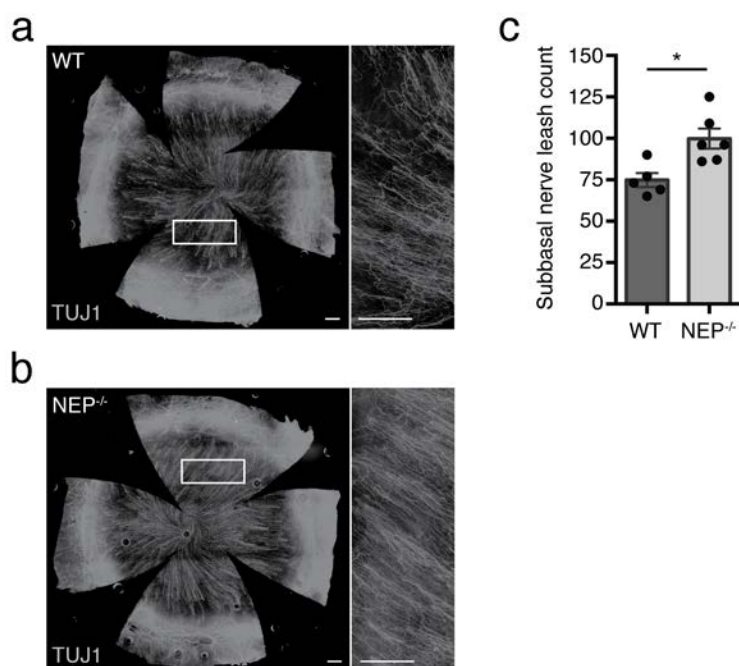 a
WT
TUJ1
b
NEP-/-
TUJ1
c
Subbasal nerve leash count
150
125
100
75
50
25
0
*
WT
NEP-/-